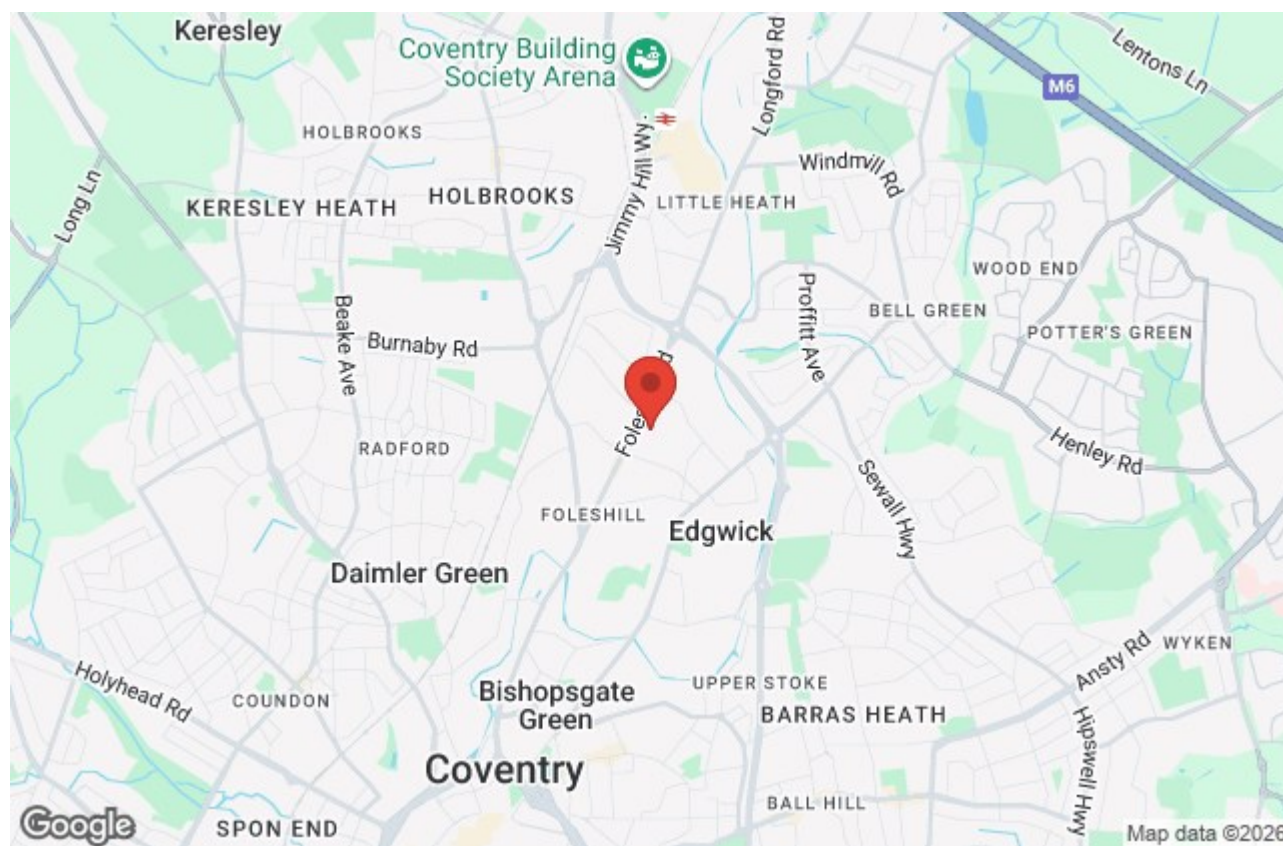 Keresley
Coventry Building
Society Arena
Longford Rd
Lentons Ln
M6
HOLBROOKS
Jimmy Hill Wy.
Windmill Rd
Long Ln
KERESLEY HEATH
HOLBROOKS
LITTLE HEATH
WOOD END
Beake Ave
Proffitt Ave
BELL GREEN
POTTER'S GREEN
Burnaby Rd
Foles
d
RADFORD
Henley Rd
Sewall Hwy
FOLESHILL
Edgwick
Daimler Green
Holyhead Rd
COUNDON
Bishopsgate
Green
UPPER STOKE
BARRAS HEATH
Ansty Rd
WYKEN
Hipswell Hwy
Coventry
BALL HILL
SPON END
Google
Map data ©2026